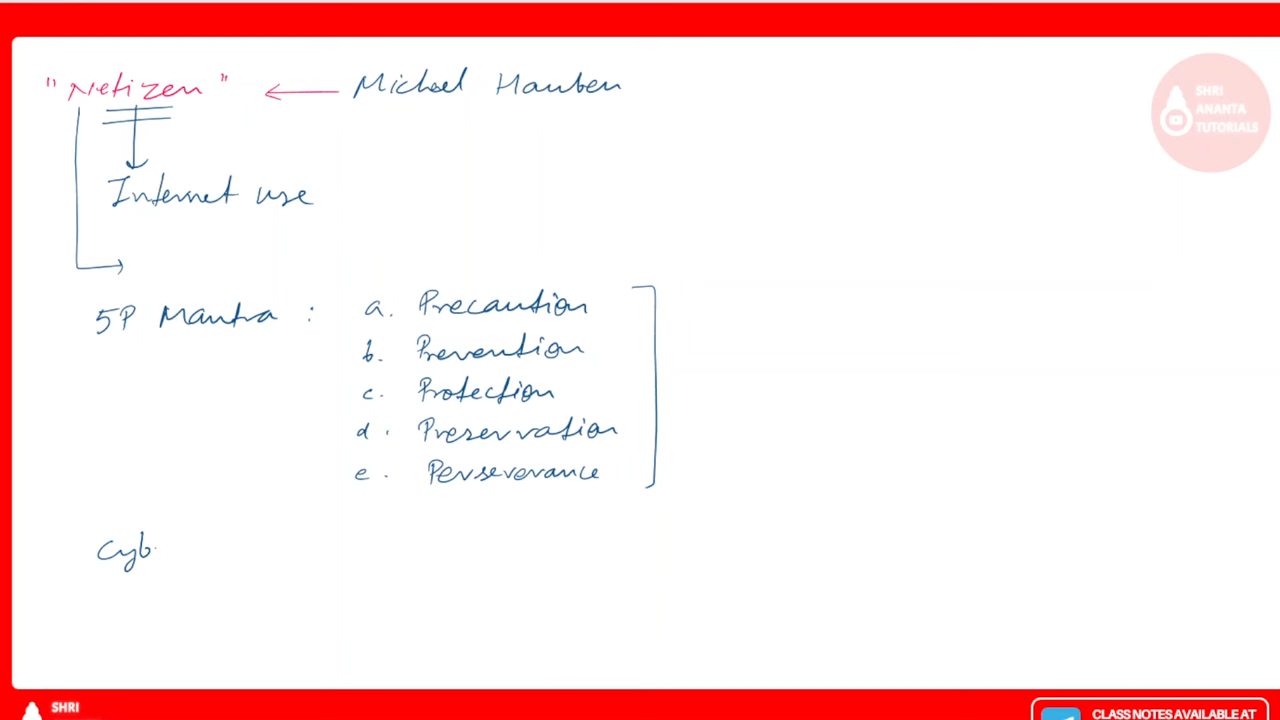 "Netizen" ← Michael Hauben
Internet use
5P Mantra : a. Precaution
b. Prevention
c. Protection
d. Preservation
e. Perseverance
Cyb
SHRI
ANANTA
TUTORIALS
SHRI
CLASS NOTES AVAILABLE AT